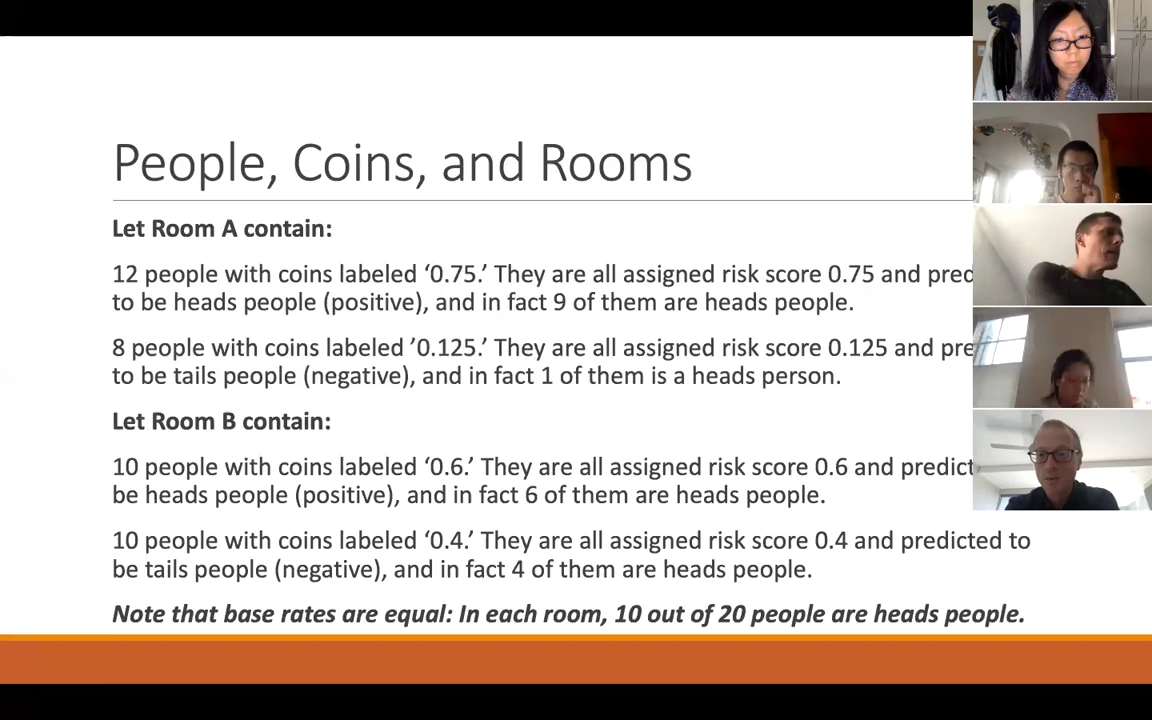 People, Coins, and Rooms
Let Room A contain:
12 people with coins labeled ‘0.75.’ They are all assigned risk score 0.75 and pred
to be heads people (positive), and in fact 9 of them are heads people.
8 people with coins labeled ’0.125.’ They are all assigned risk score 0.125 and pre
to be tails people (negative), and in fact 1 of them is a heads person.
Let Room B contain:
10 people with coins labeled ‘0.6.’ They are all assigned risk score 0.6 and predict
be heads people (positive), and in fact 6 of them are heads people.
10 people with coins labeled ‘0.4.’ They are all assigned risk score 0.4 and predicted to
be tails people (negative), and in fact 4 of them are heads people.
Note that base rates are equal: In each room, 10 out of 20 people are heads people.